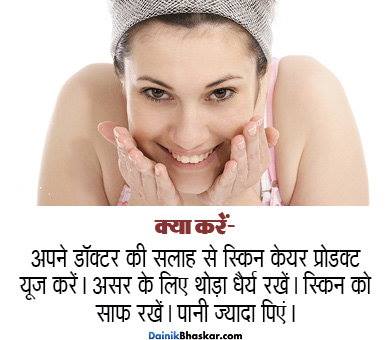 क्या करें-
अपने डॉक्टर की सलाह से स्किन केयर प्रोडक्ट
यूज करें। असर के लिए थोड़ा धैर्य रखें। स्किन को
साफ रखें। पानी ज्यादा पिएं।
DainikBhaskar.com